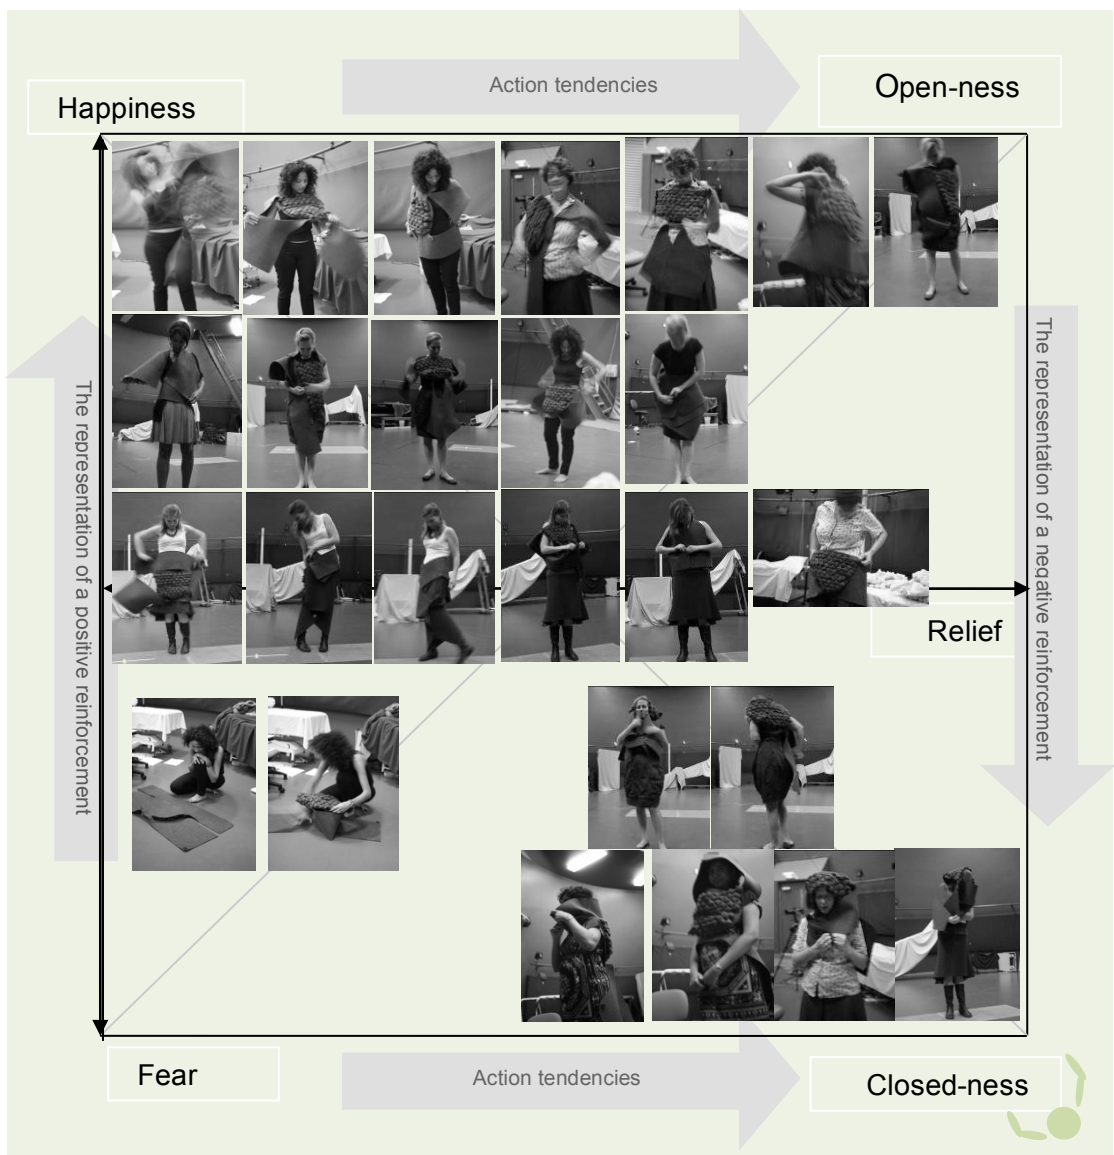 Action tendencies
Open-ness
Happiness
The representation of a positive reinforcement
The representation of a negative reinforcement
Relief
Fear
Action tendencies
Closed-ness